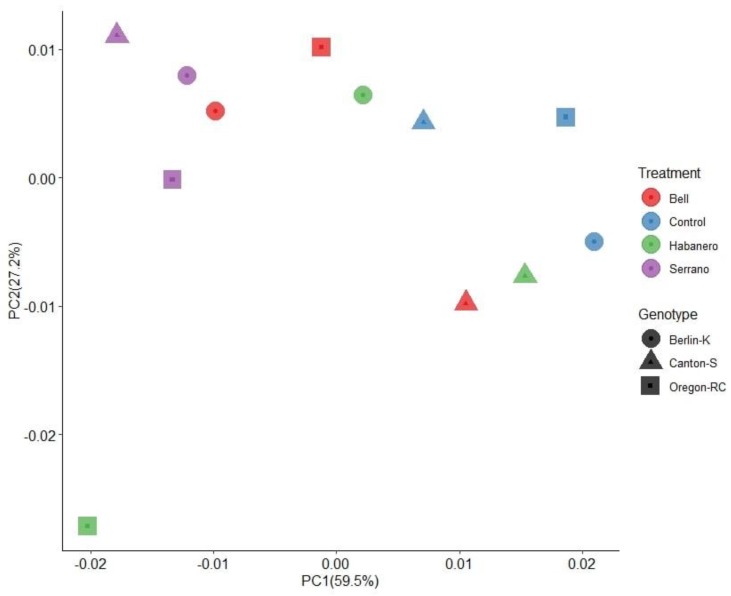 0.01
0.00
-0.01
-0.02
PC2(27.2%)
-0.02
-0.01
0.00
0.01
0.02
PC1(59.5%)
Treatment
Bell
Control
Habanero
Serrano
Genotype
Berlin-K
Canton-S
Oregon-RC